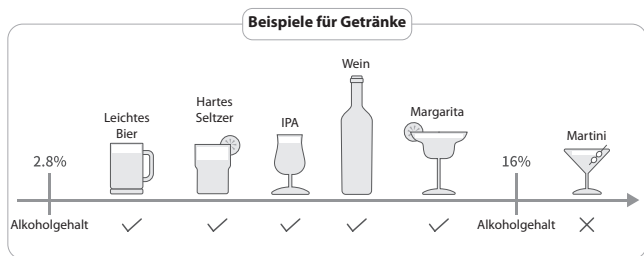 Beispiele für Getränke
Wein
Hartes
Seltzer
Leichtes
Bier
IPA
Margarita
Martini
2.8%
16%
Alkoholgehalt
Alkoholgehalt